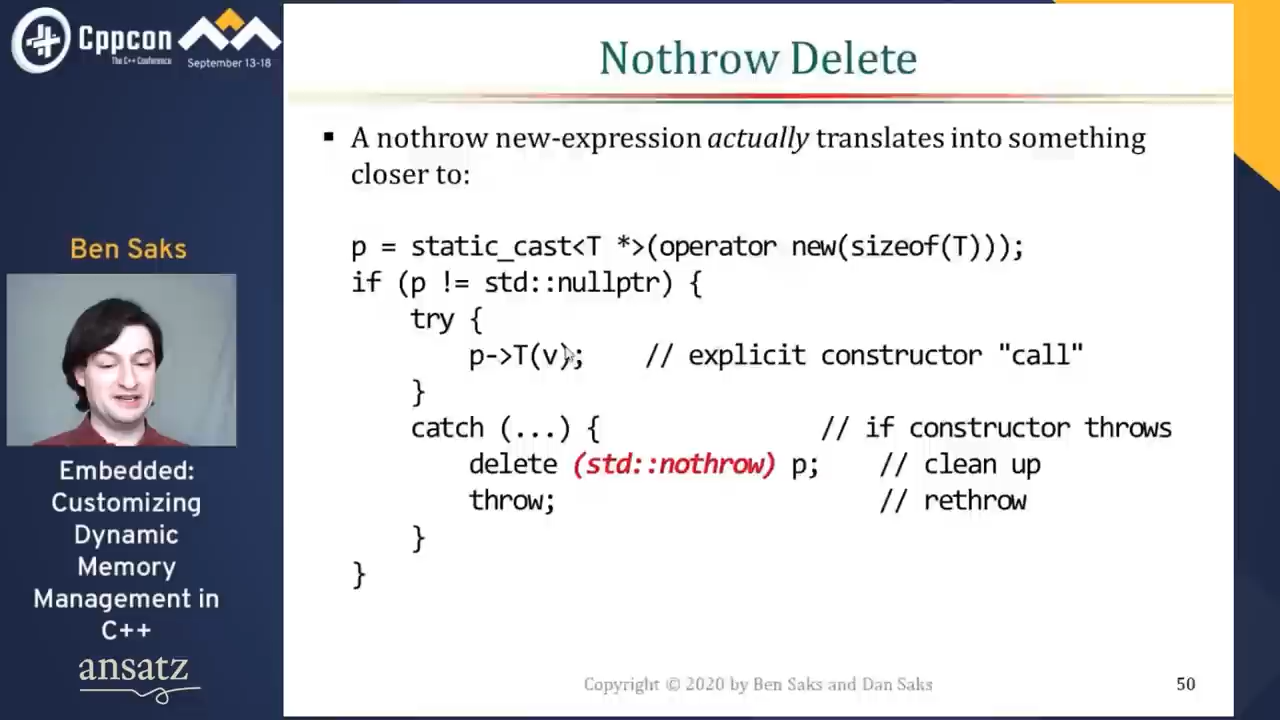 Cppcon
The C++ Conference
September 13-18
Ben Saks
Embedded:
Customizing
Dynamic
Memory
Management in
C++
ansatz
Nothrow Delete
▪ A nothrow new-expression actually translates into something
closer to:
p = static_cast<T *>(operator new(sizeof(T)));
if (p != std::nullptr) {
try {
p->T(v); // explicit constructor "call"
}
catch (...) { // if constructor throws
delete (std::nothrow) p; // clean up
throw; // rethrow
}
}
Copyright © 2020 by Ben Saks and Dan Saks
50